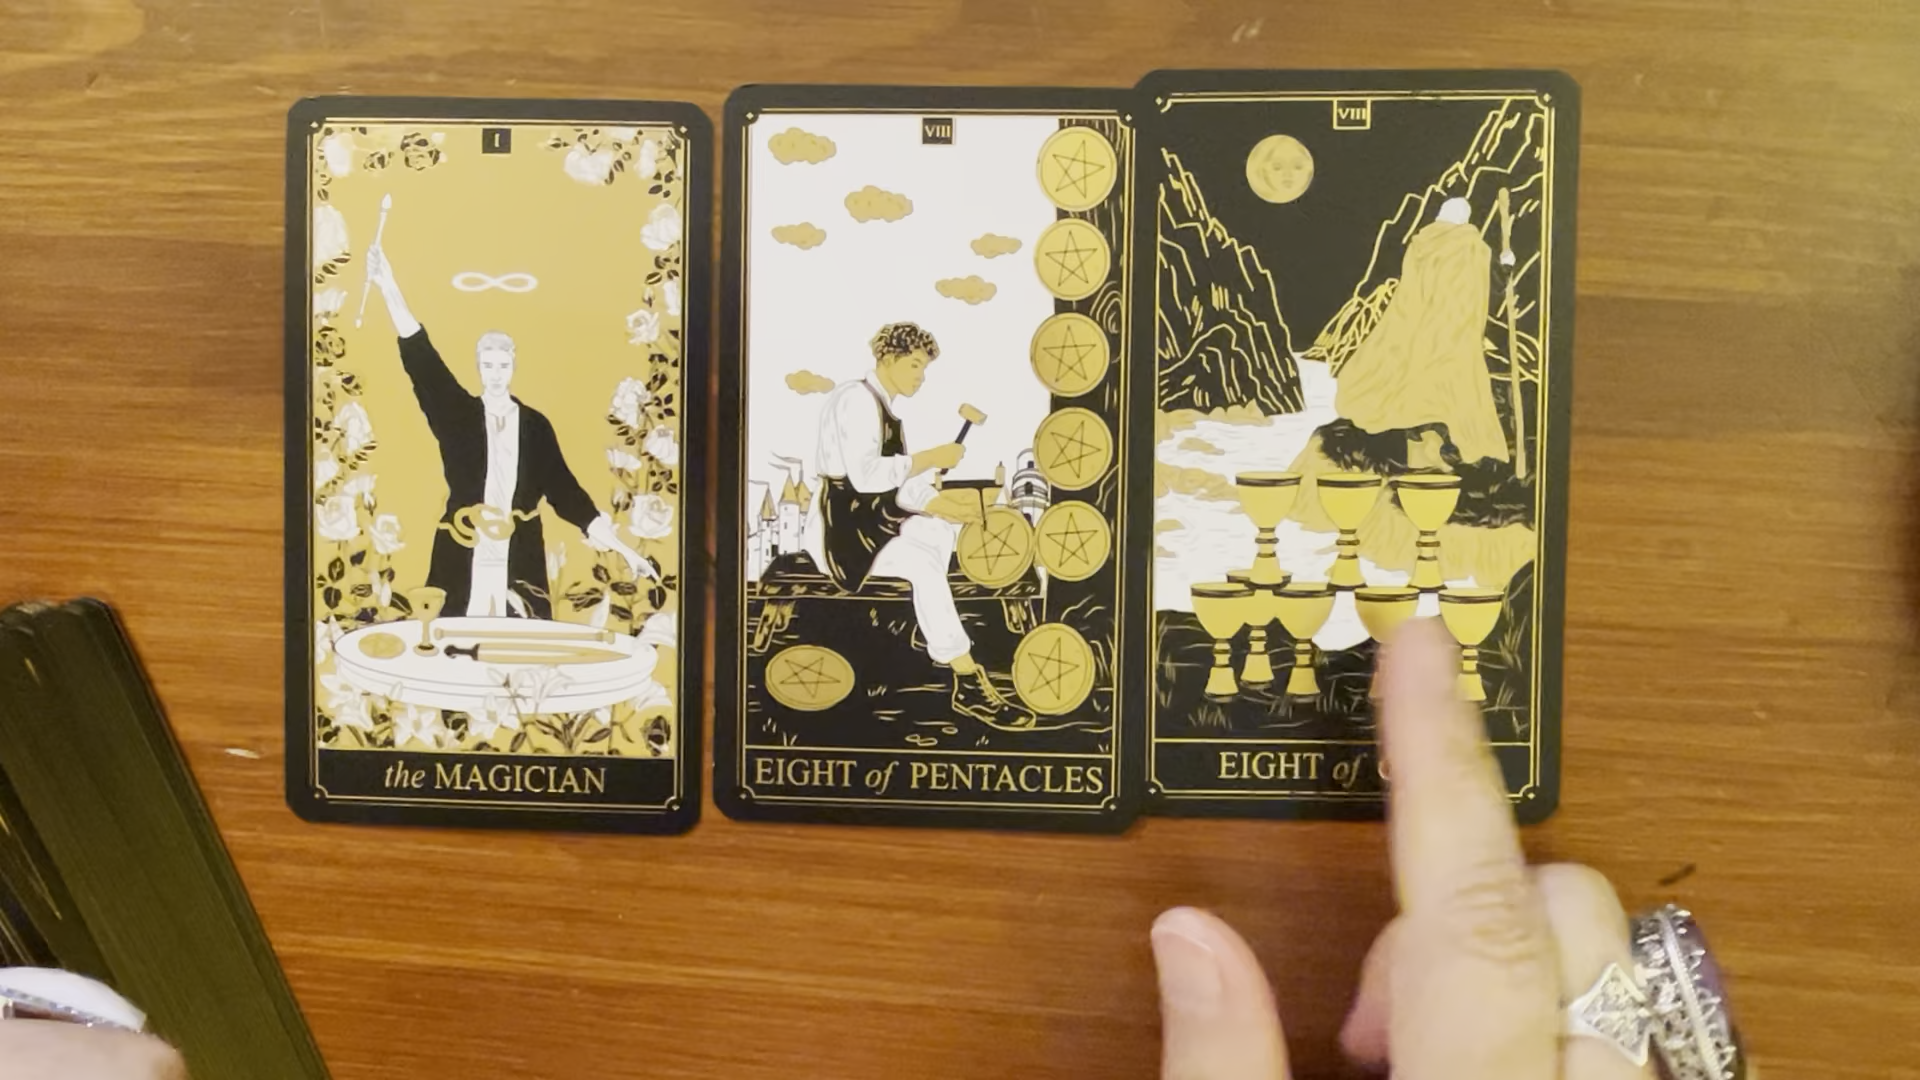 I
VIII
VIII
the MAGICIAN
EIGHT of PENTACLES
EIGHT of